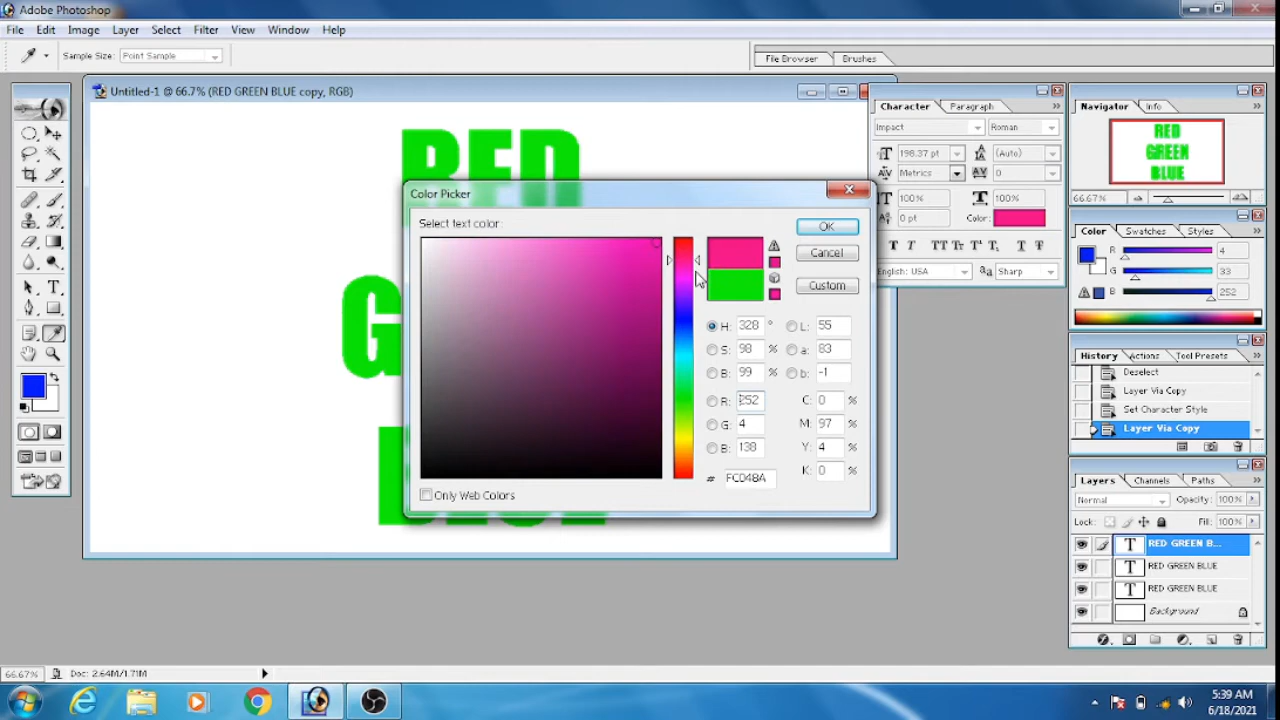 Adobe Photoshop
File Edit Image Layer Select Filter View Window Help
Sample Size: Point Sample
File Browser Brushes
Untitled-1 @ 66.7% (RED GREEN BLUE copy, RGB)
RED
G
Color Picker
Select text color:
OK
Cancel
Custom
H: 328 °
S: 98 %
B: 99 %
R: 252
G: 4
B: 138
# FC048A
L: 55
a: 83
b: -1
C: 0 %
M: 97 %
Y: 4 %
K: 0 %
Only Web Colors
Character Paragraph
Impact Roman
198.37 pt (Auto)
Metrics 0
100% 100%
0 pt Color:
English: USA aa Sharp
Navigator Info
RED
GREEN
BLUE
66.67%
Color Swatches Styles
R 4
G 33
B 252
History Actions Tool Presets
Deselect
Layer Via Copy
Set Character Style
Layer Via Copy
Layers Channels Paths
Normal Opacity: 100%
Lock: Fill: 100%
RED GREEN B...
RED GREEN BLUE
RED GREEN BLUE
Background
66.67% Doc: 2.64M/1.71M
5:39 AM
6/18/2021